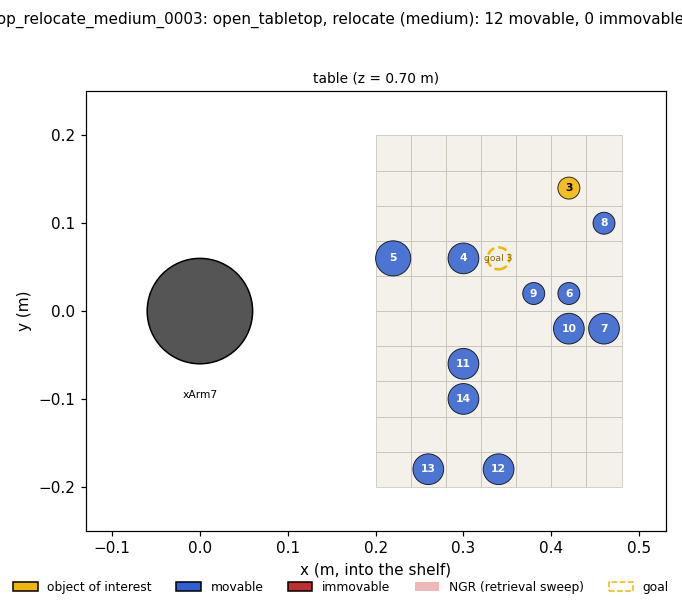 op_relocate_medium_0003: open_tabletop, relocate (medium): 12 movable, 0 immovable
table (z = 0.70 m)
y (m)
0.2
0.1
0.0
−0.1
−0.2
3
8
5
4
goal 3
9
6
10
7
11
14
13
12
xArm7
−0.1
0.0
0.1
0.2
0.3
0.4
0.5
x (m, into the shelf)
object of interest
movable
immovable
NGR (retrieval sweep)
goal